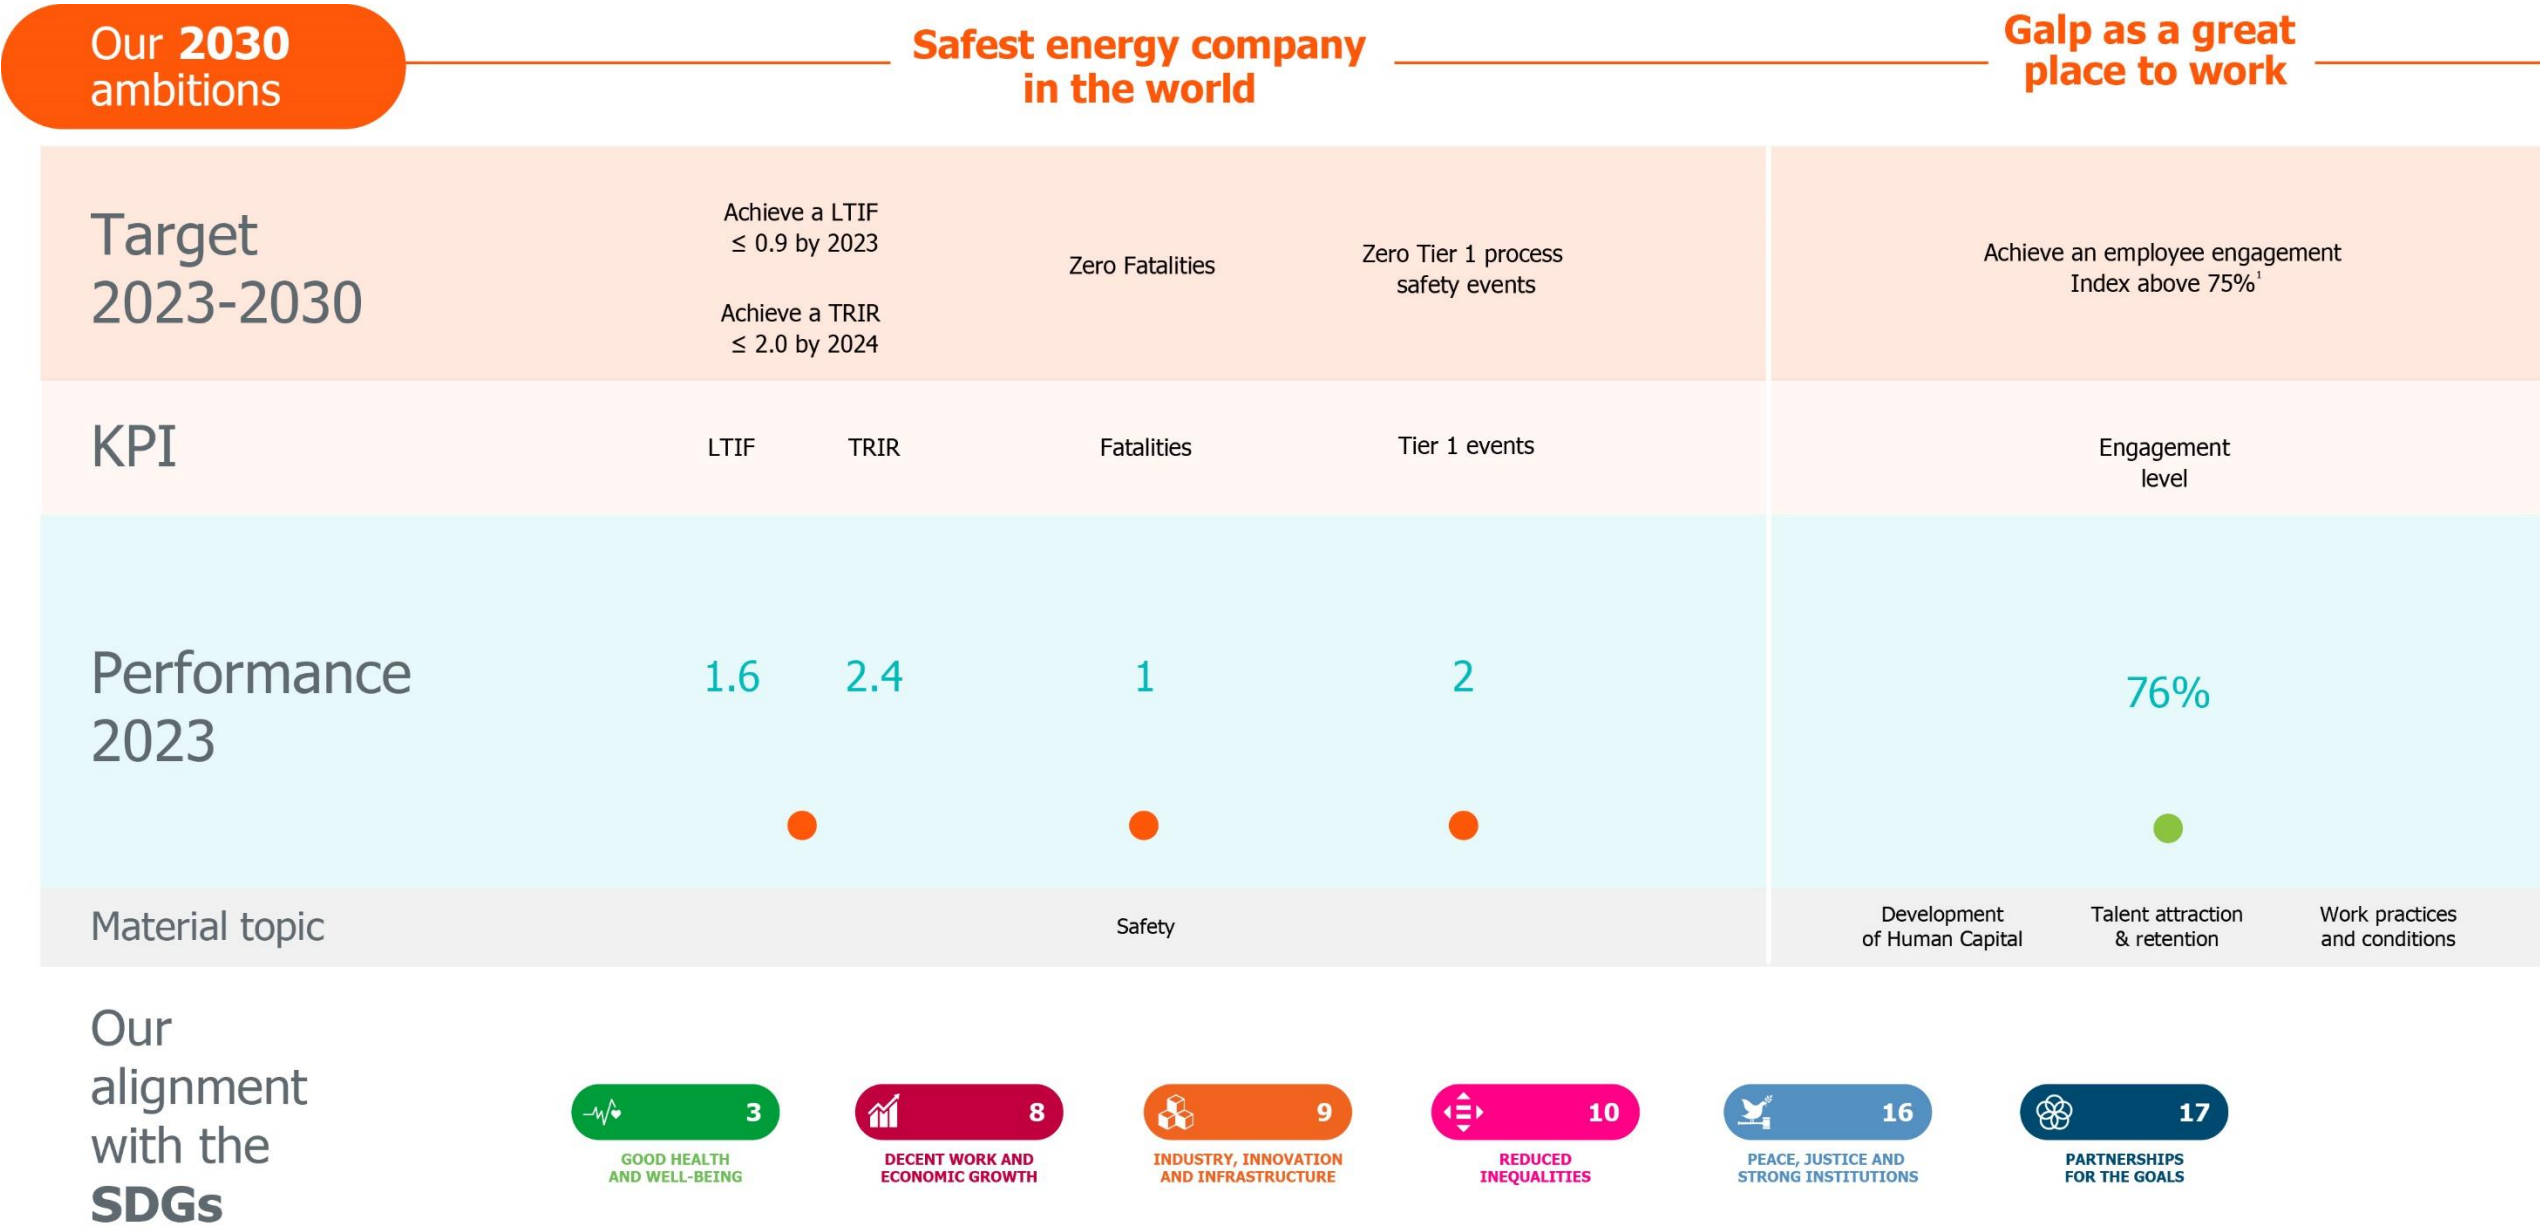 Our 2030
ambitions
Safest energy company
in the world
Galp as a great
place to work
Target
2023-2030
Achieve a LTIF
≤ 0.9 by 2023
Achieve a TRIR
≤ 2.0 by 2024
Zero Fatalities
Zero Tier 1 process
safety events
Achieve an employee engagement
Index above 75%¹
KPI
LTIF
TRIR
Fatalities
Tier 1 events
Engagement
level
Performance
2023
1.6
2.4
1
2
76%
Material topic
Safety
Development
of Human Capital
Talent attraction
& retention
Work practices
and conditions
Our
alignment
with the
SDGs
3
GOOD HEALTH
AND WELL-BEING
8
DECENT WORK AND
ECONOMIC GROWTH
9
INDUSTRY, INNOVATION
AND INFRASTRUCTURE
10
REDUCED
INEQUALITIES
16
PEACE, JUSTICE AND
STRONG INSTITUTIONS
17
PARTNERSHIPS
FOR THE GOALS